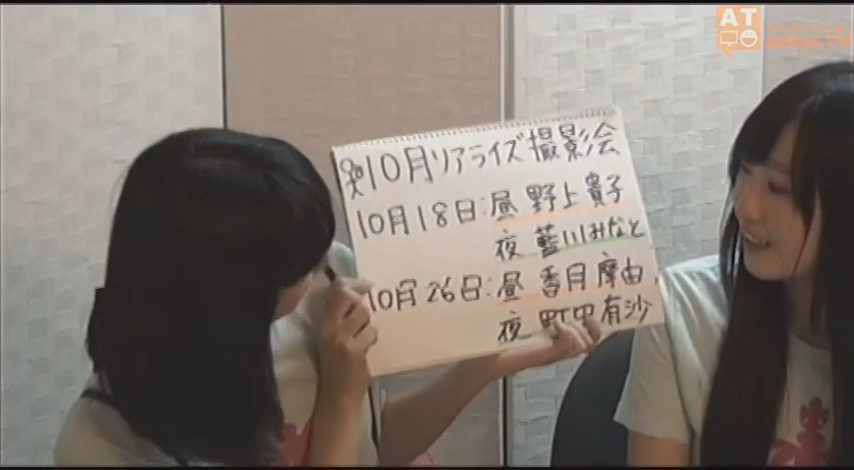 AT
10月リアライズ撮影会
10月18日:昼 野上貴子
夜 藍川みなと
10月26日:昼 香月摩由
夜 町田有沙